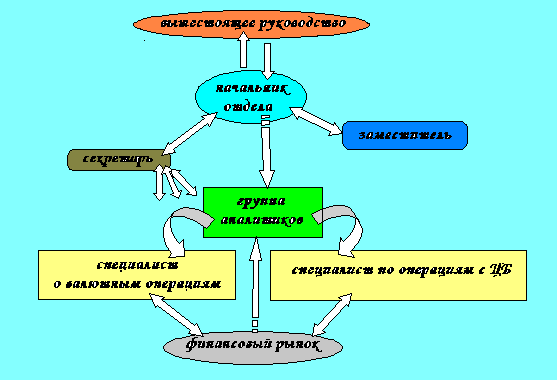 вышестоящее руководство
начальник
отдела
заместитель
секретарь
группа
аналитиков
специалист
о валютным операциям
специалист по операциям с ЦБ
финансовый рынок